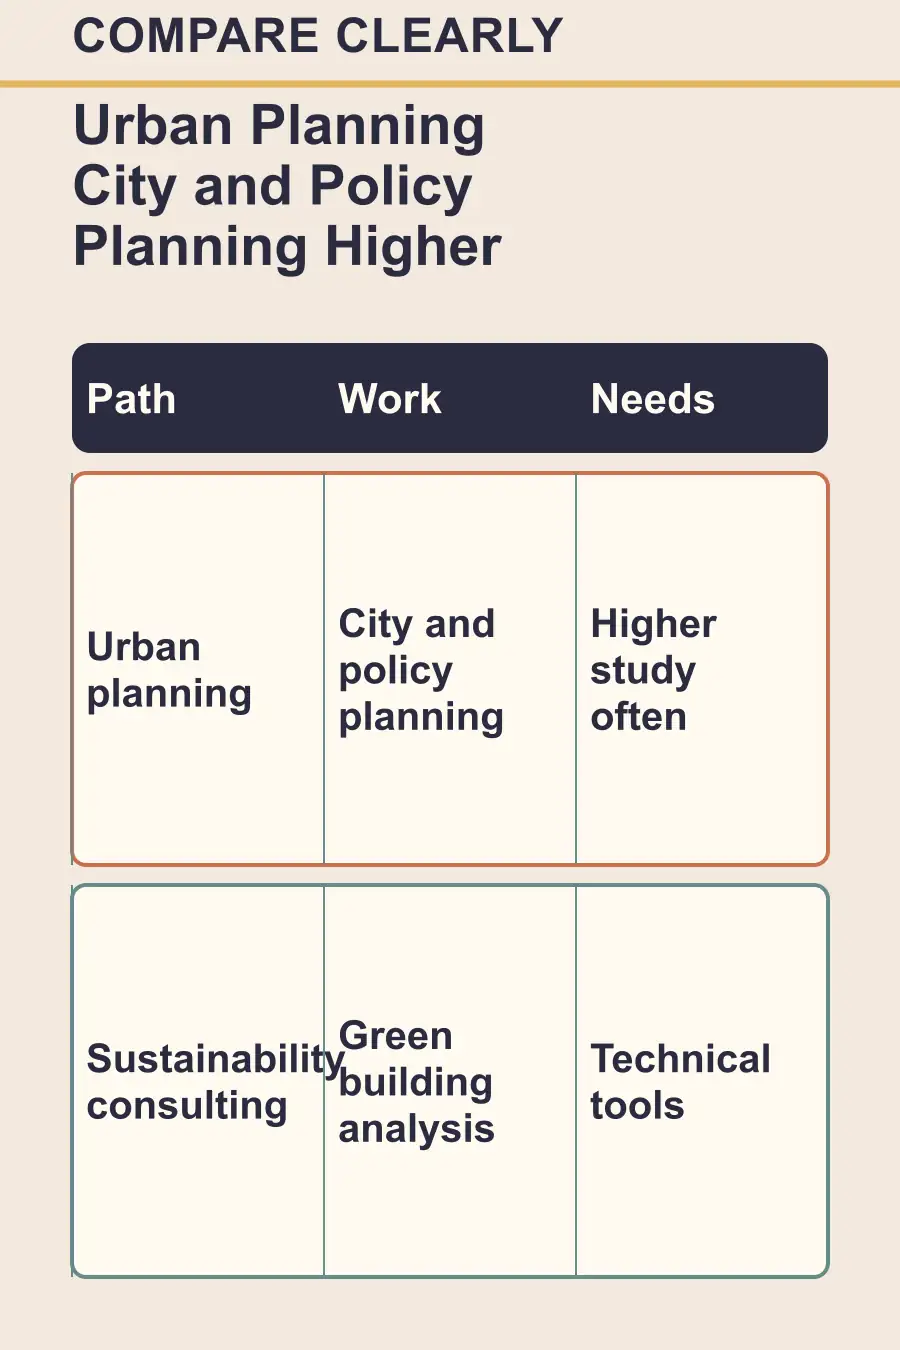 COMPARE CLEARLY
Urban Planning
City and Policy
Planning Higher
Path Work Needs
Urban
planning
City and
policy
planning
Higher
study
often
Sustainability
consulting
Green
building
analysis
Technical
tools